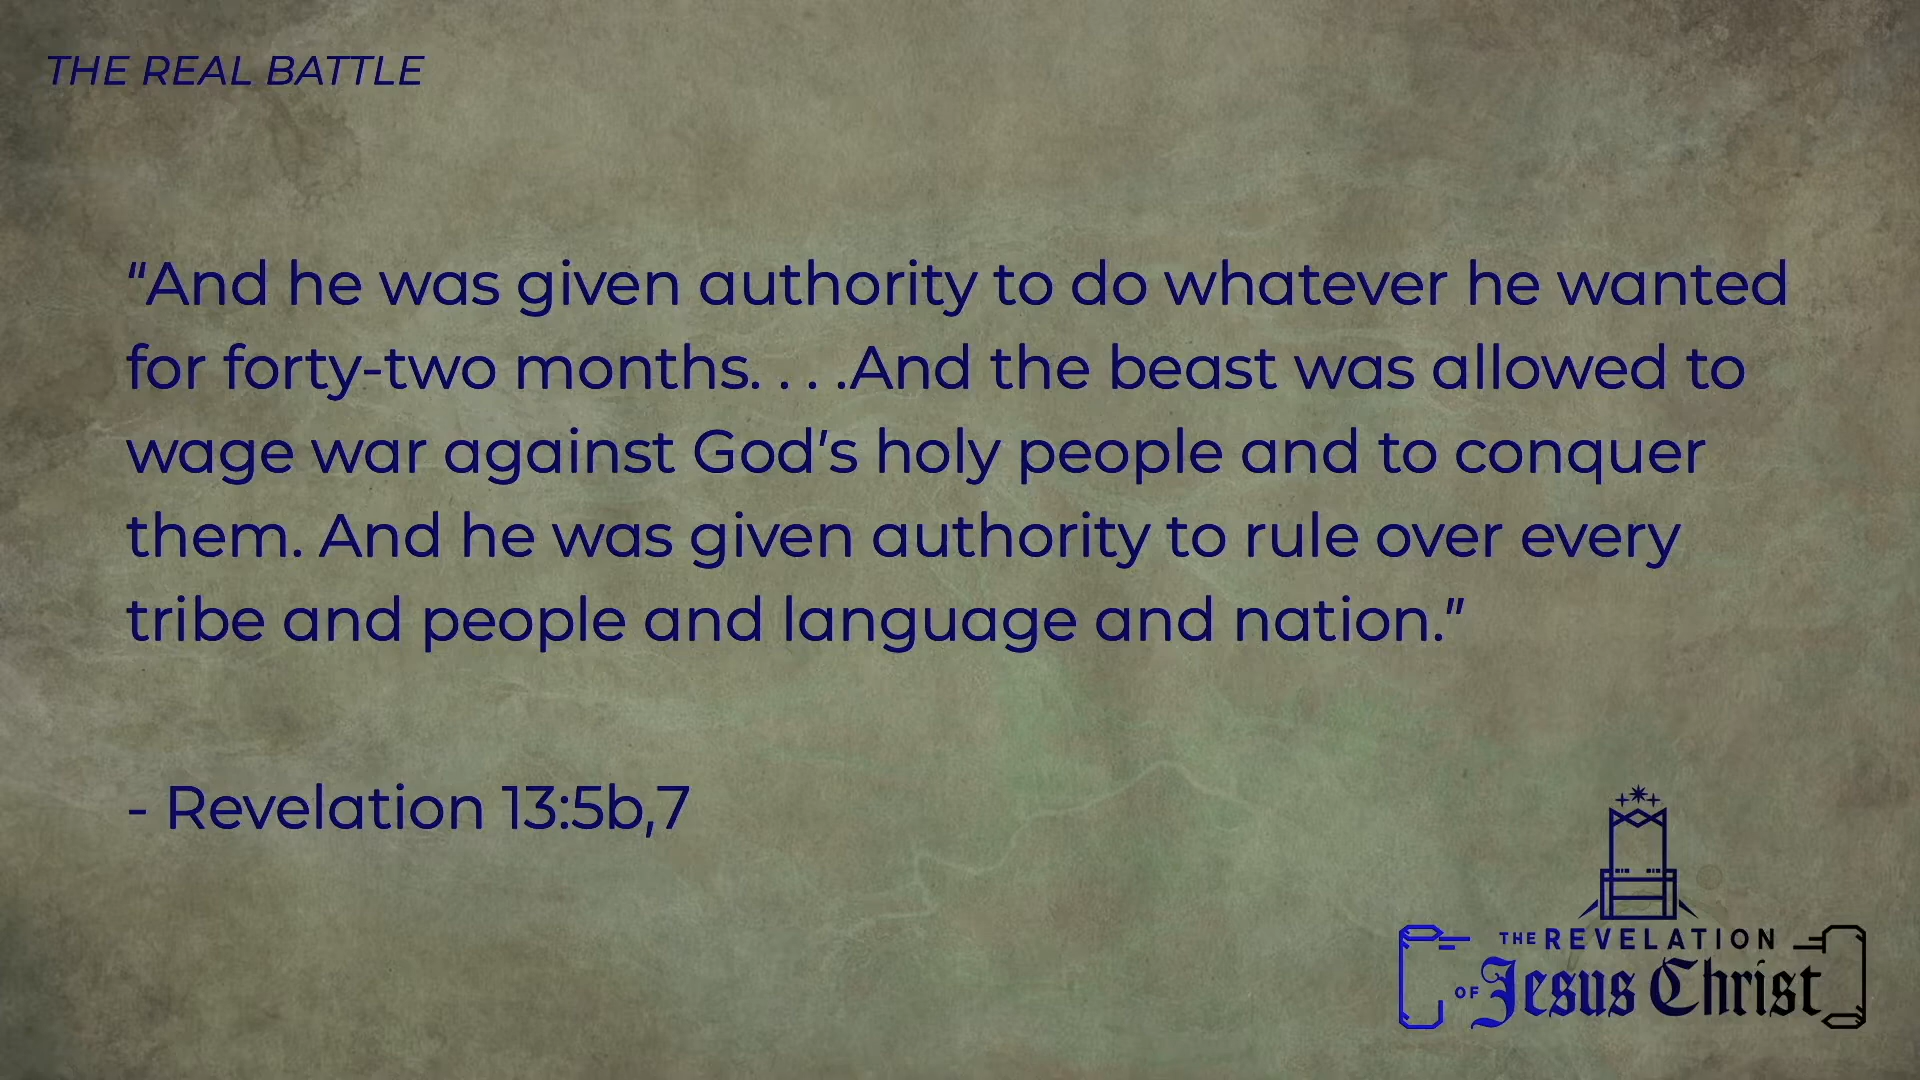 THE REAL BATTLE
“And he was given authority to do whatever he wanted
for forty-two months. . . .And the beast was allowed to
wage war against God’s holy people and to conquer
them. And he was given authority to rule over every
tribe and people and language and nation.”
- Revelation 13:5b,7
THE REVELATION
OF Jesus Christ